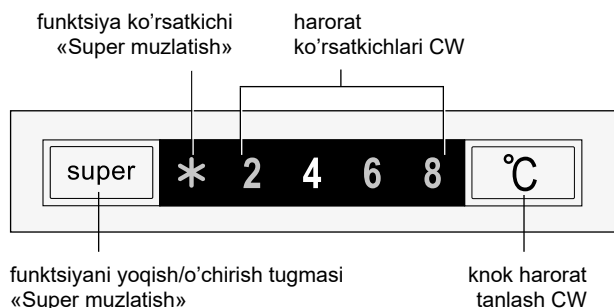 funktsiya ko’rsatkichi
«Super muzlatish»
harorat
ko’rsatkichlari CW
super * 2 4 6 8 °C
funktsiyani yoqish/o’chirish tugmasi
«Super muzlatish»
knok harorat
tanlash CW